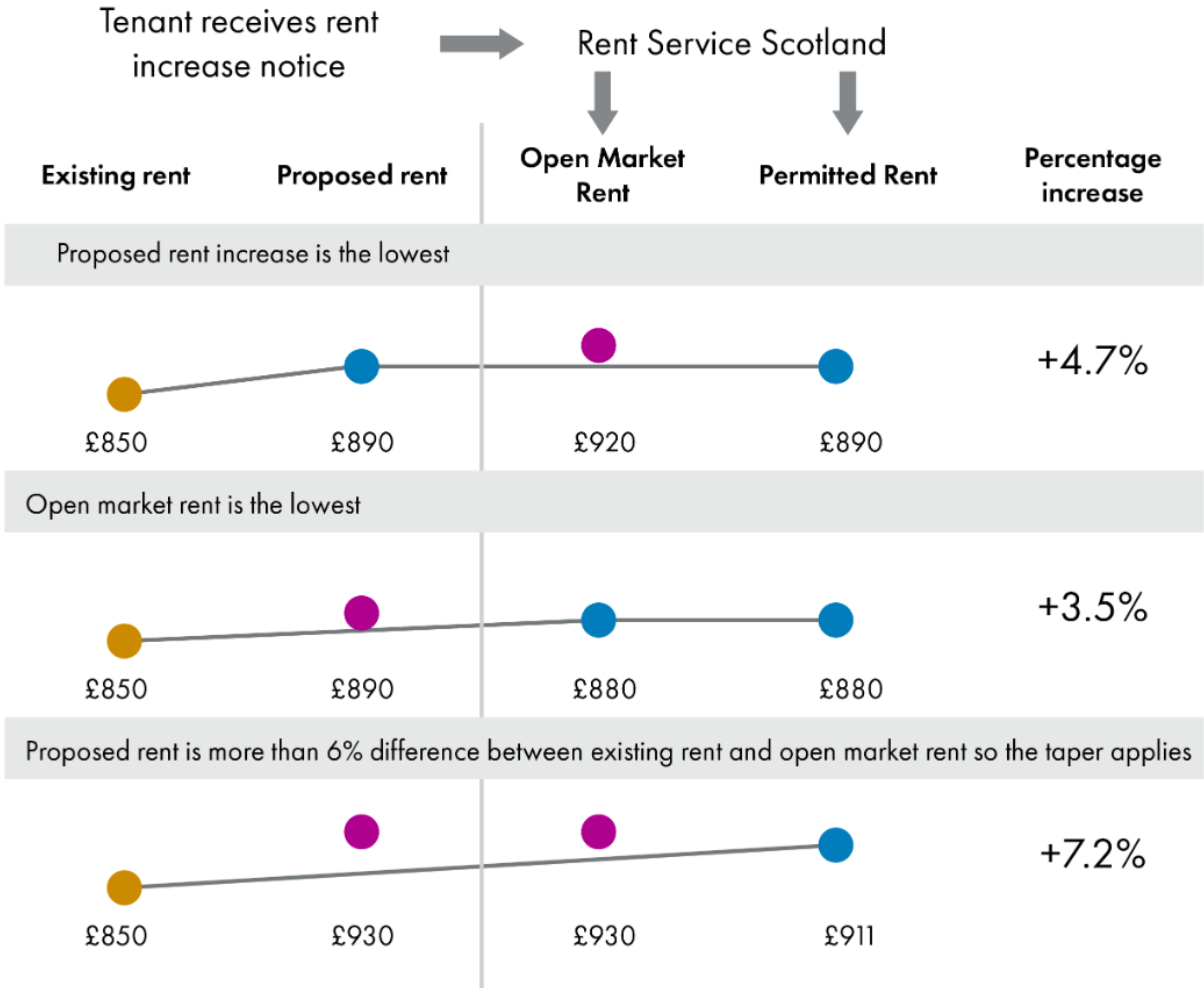 Tenant receives rent
increase notice
Rent Service Scotland
Existing rent
Proposed rent
Open Market
Rent
Permitted Rent
Percentage
increase
Proposed rent increase is the lowest
+4.7%
£850
£890
£920
£890
Open market rent is the lowest
+3.5%
£850
£890
£880
£880
Proposed rent is more than 6% difference between existing rent and open market rent so the taper applies
+7.2%
£850
£930
£930
£911